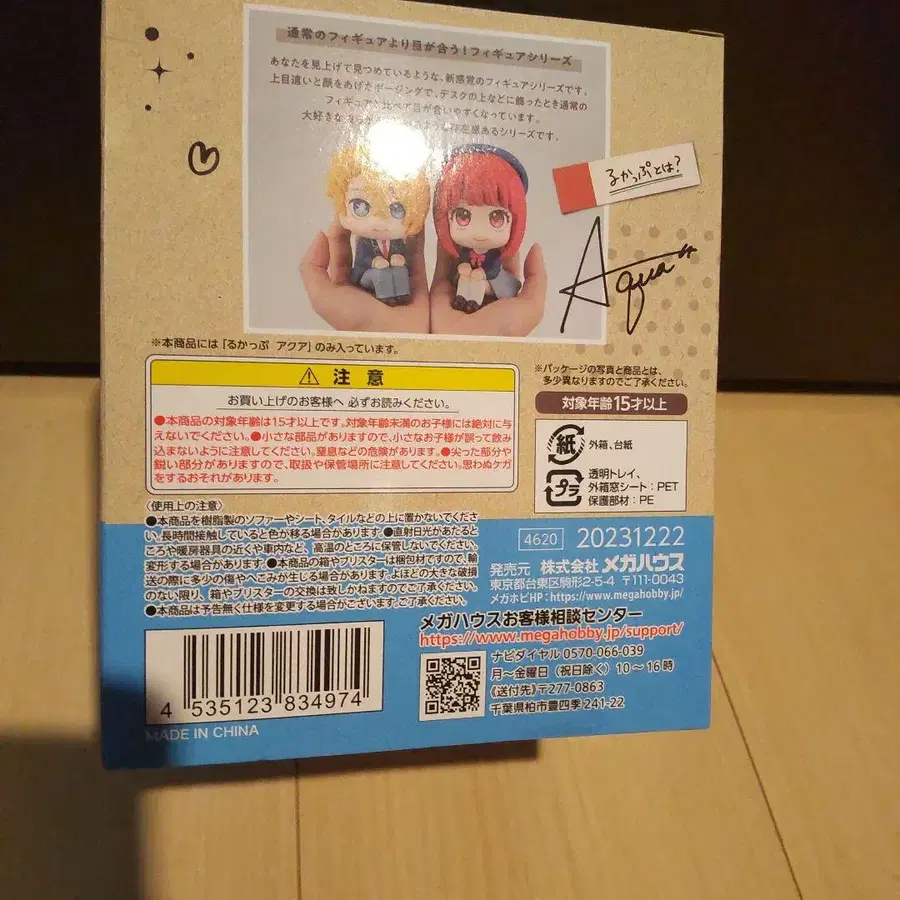 通常のフィギュアより目が合う!フィギュアシリーズ
あなたを見上げて見つめているような、新感覚のフィギュアシリーズです。
上目遣いと顔をあげたポージングで、デスクの上などに飾ったとき通常の
フィギュアと比べて目が合いやすくなっています。
大好きな
存在感あるシリーズです。
るかっぷとは?
Aqua
※本商品には「るかっぷ アクア」のみ入っています。
※パッケージの写真と商品とは、
多少異なりますのでご了承ください。
⚠ 注 意
お買い上げのお客様へ 必ずお読みください。
●本商品の対象年齢は15才以上です。対象年齢未満のお子様には絶対に与
えないでください。●小さな部品がありますので、小さなお子様が誤って飲み
込まないように注意してください。窒息などの危険があります。●尖った部分や
鋭い部分がありますので、取扱や保管場所に注意してください。思わぬケガ
をするおそれがあります。
対象年齢15才以上
紙 外箱、台紙
プラ 透明トレイ、
外箱窓シート:PET
保護部材:PE
〈使用上の注意〉
●本商品を樹脂製のソファーやシート、タイルなどの上に置かないでくださ
い。長時間接触していると色が移る場合があります。●直射日光があたると
ころや暖房器具の近くや車内など、高温のところに保管しないでください。
変形する場合があります。●本商品の箱やブリスターは梱包材ですので、輸
送の際に多少の傷やへこみが生じる場合があります。よほどの大きな破損
のない限り、箱やブリスターの交換は致しかねますのでご了承ください。
●本商品は予告無く仕様を変更する場合がございます。ご了承ください。
4620 20231222
発売元 株式会社 メガハウス
東京都台東区駒形2-5-4 〒111-0043
メガホビHP:https://www.megahobby.jp/
メガハウスお客様相談センター
https://www.megahobby.jp/support/
ナビダイヤル 0570-066-039
月〜金曜日(祝日除く)10〜16時
≪送付先≫〒277-0863
千葉県柏市豊四季241-22
4 535123 834974
MADE IN CHINA